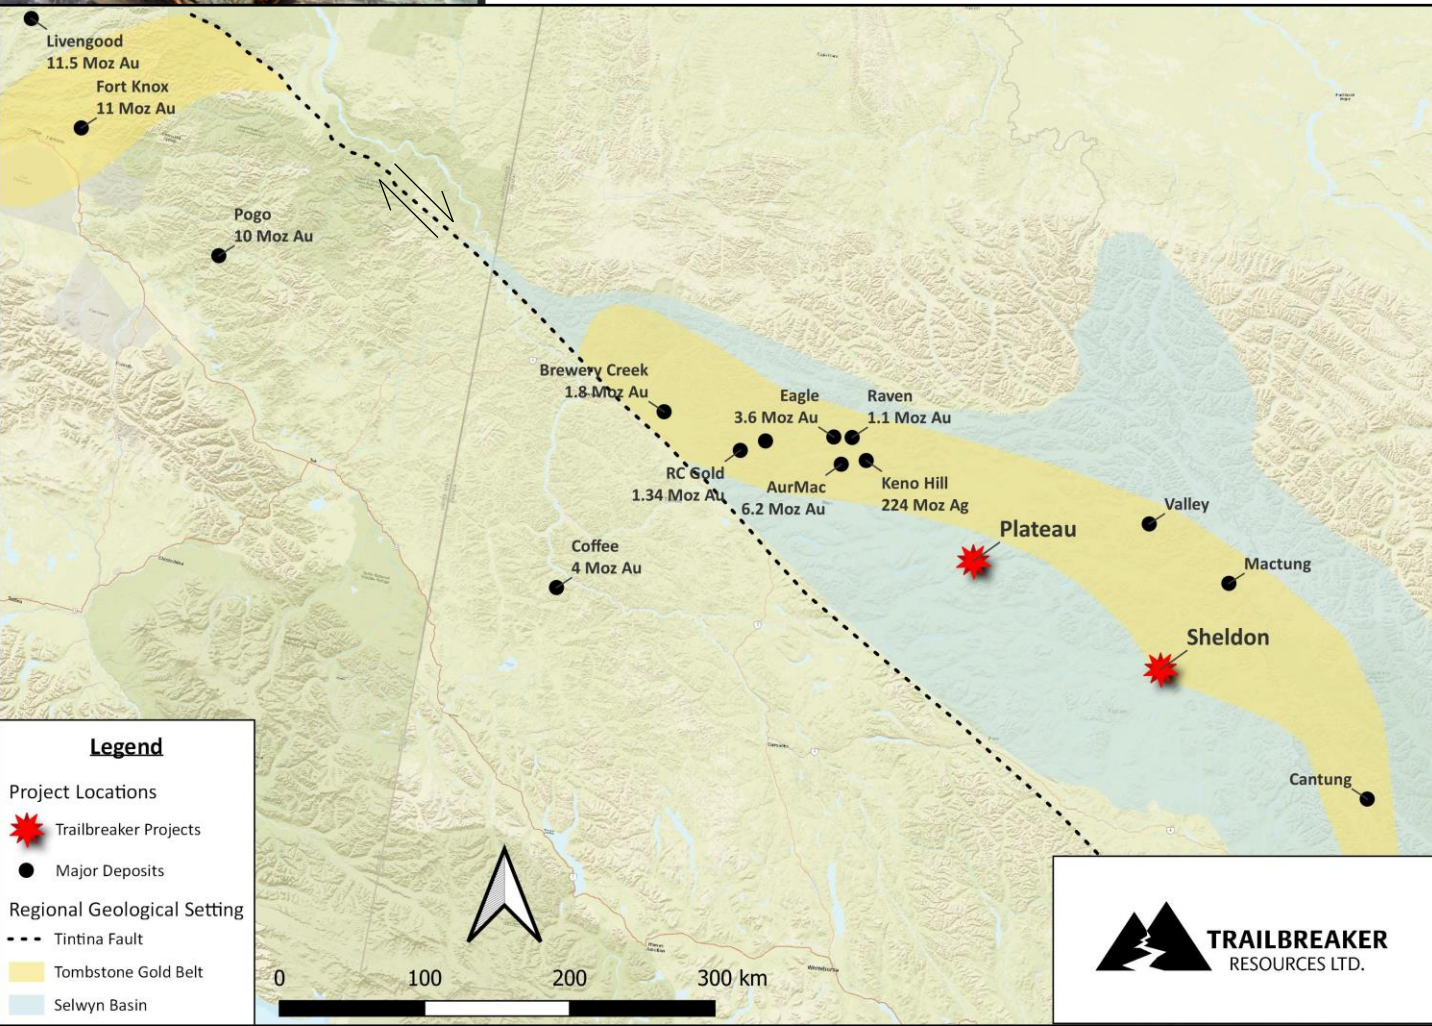 Livengood
11.5 Moz Au
Fort Knox
11 Moz Au
Pogo
10 Moz Au
Brewery Creek
1.8 Moz Au
Eagle
3.6 Moz Au
Raven
1.1 Moz Au
RC Gold
1.34 Moz Au
AurMac
6.2 Moz Au
Keno Hill
224 Moz Ag
Valley
Plateau
Mactung
Coffee
4 Moz Au
Sheldon
Cantung
Legend
Project Locations
Trailbreaker Projects
Major Deposits
Regional Geological Setting
Tintina Fault
Tombstone Gold Belt
Selwyn Basin
0 100 200 300 km
Whitehorse
TRAILBREAKER
RESOURCES LTD.